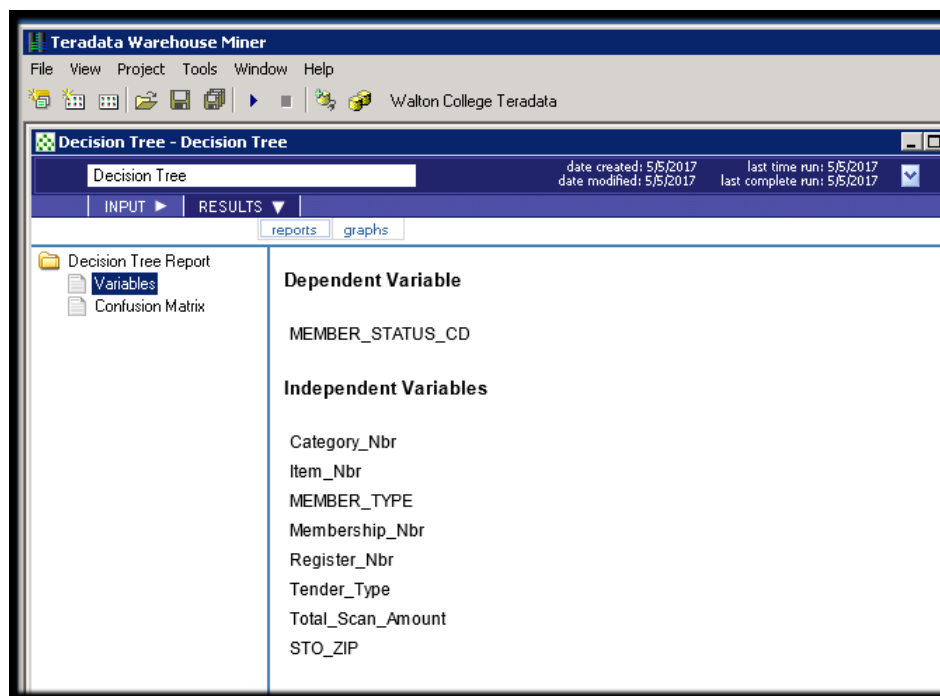 Teradata Warehouse Miner
File View Project Tools Window Help
Walton College Teradata
Decision Tree - Decision Tree
Decision Tree
date created: 5/5/2017 last time run: 5/5/2017
date modified: 5/5/2017 last complete run: 5/5/2017
INPUT ► RESULTS ▼
reports graphs
Decision Tree Report
Variables
Confusion Matrix
Dependent Variable
MEMBER_STATUS_CD
Independent Variables
Category_Nbr
Item_Nbr
MEMBER_TYPE
Membership_Nbr
Register_Nbr
Tender_Type
Total_Scan_Amount
STO_ZIP